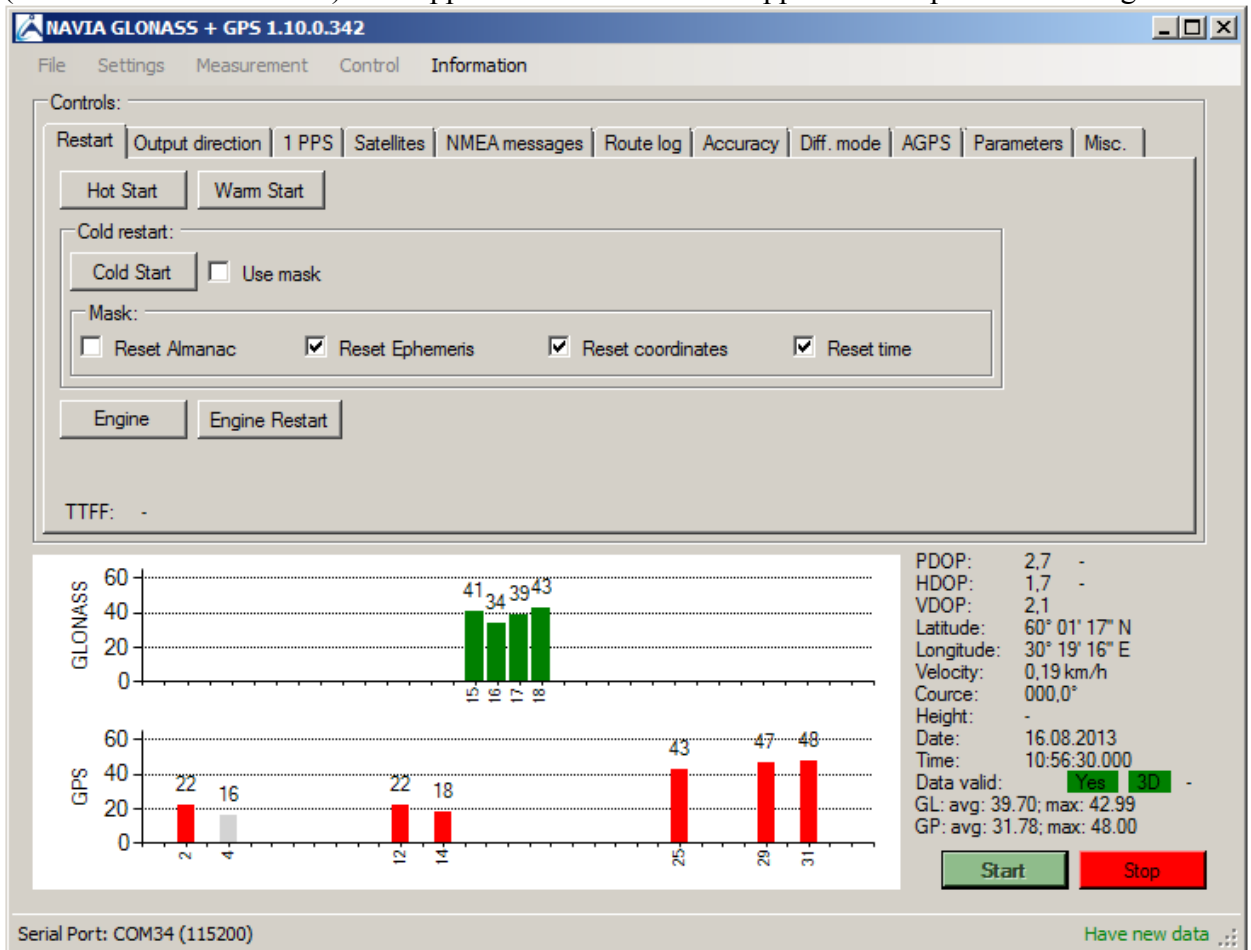 NAVIA GLONASS + GPS 1.10.0.342
File Settings Measurement Control Information
Controls:
Restart Output direction 1 PPS Satellites NMEA messages Route log Accuracy Diff. mode AGPS Parameters Misc.
Hot Start Warm Start
Cold restart:
Cold Start Use mask
Mask:
Reset Almanac Reset Ephemeris Reset coordinates Reset time
Engine Engine Restart
TTFF: -
GLONASS
60
40
20
0
41 34 39 43
15 16 17 18
GPS
60
40
20
0
22 16 22 18 43 47 48
2 4 12 14 25 29 31
PDOP: 2,7 -
HDOP: 1,7 -
VDOP: 2,1
Latitude: 60° 01' 17" N
Longitude: 30° 19' 16" E
Velocity: 0,19 km/h
Cource: 000,0°
Height: -
Date: 16.08.2013
Time: 10:56:30.000
Data valid: Yes 3D -
GL: avg: 39.70; max: 42.99
GP: avg: 31.78; max: 48.00
Start Stop
Serial Port: COM34 (115200) Have new data